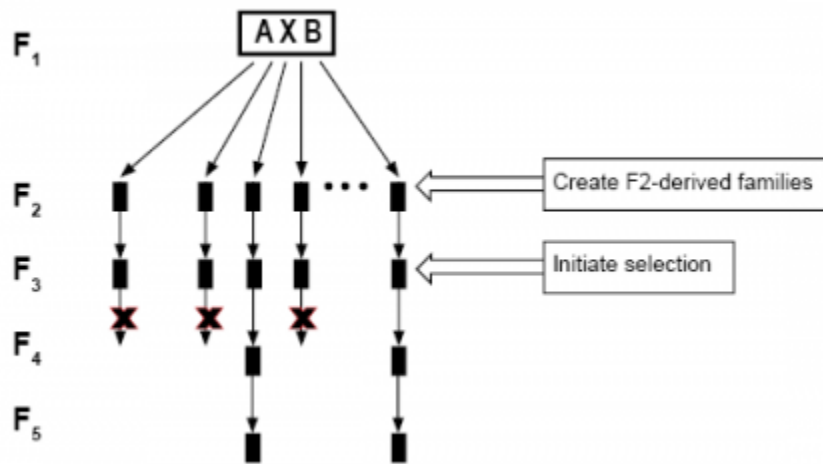 F1
A X B
F2
Create F2-derived families
F3
Initiate selection
F4
F5